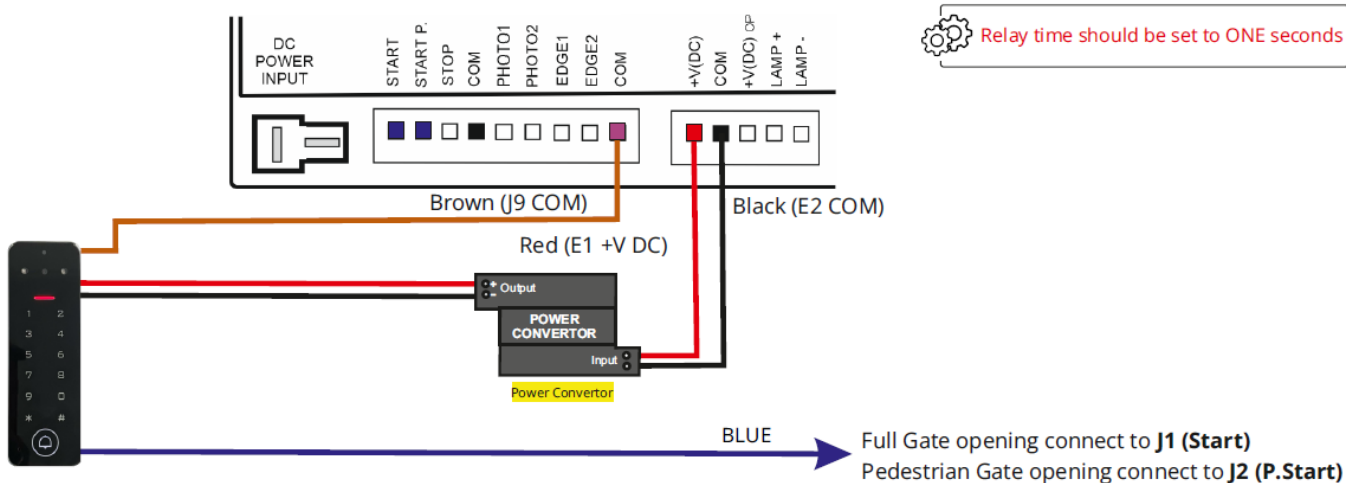 Relay time should be set to ONE seconds
DC
POWER
INPUT
START
START P.
STOP
COM
PHOTO1
PHOTO2
EDGE1
EDGE2
COM
+V(DC)
COM
+V(DC) OP
LAMP +
LAMP -
Brown (J9 COM)
Black (E2 COM)
Red (E1 +V DC)
+ Output
-
POWER
CONVERTOR
Input
Power Convertor
1 2
3 4
5 6
7 8
9 0
* #
BLUE
Full Gate opening connect to J1 (Start)
Pedestrian Gate opening connect to J2 (P.Start)